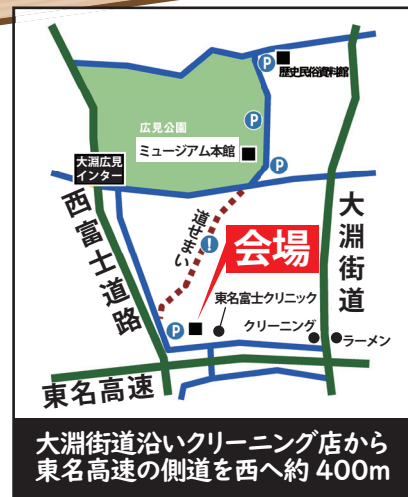 P
歴史民俗資料館
広見公園
P
ミュージアム本館
P
大淵広見
インター
西富士道路
道せまい
!
会場
大淵街道
東名富士クリニック
P
クリーニング
ラーメン
東名高速
大淵街道沿いクリーニング店から
東名高速の側道を西へ約400m